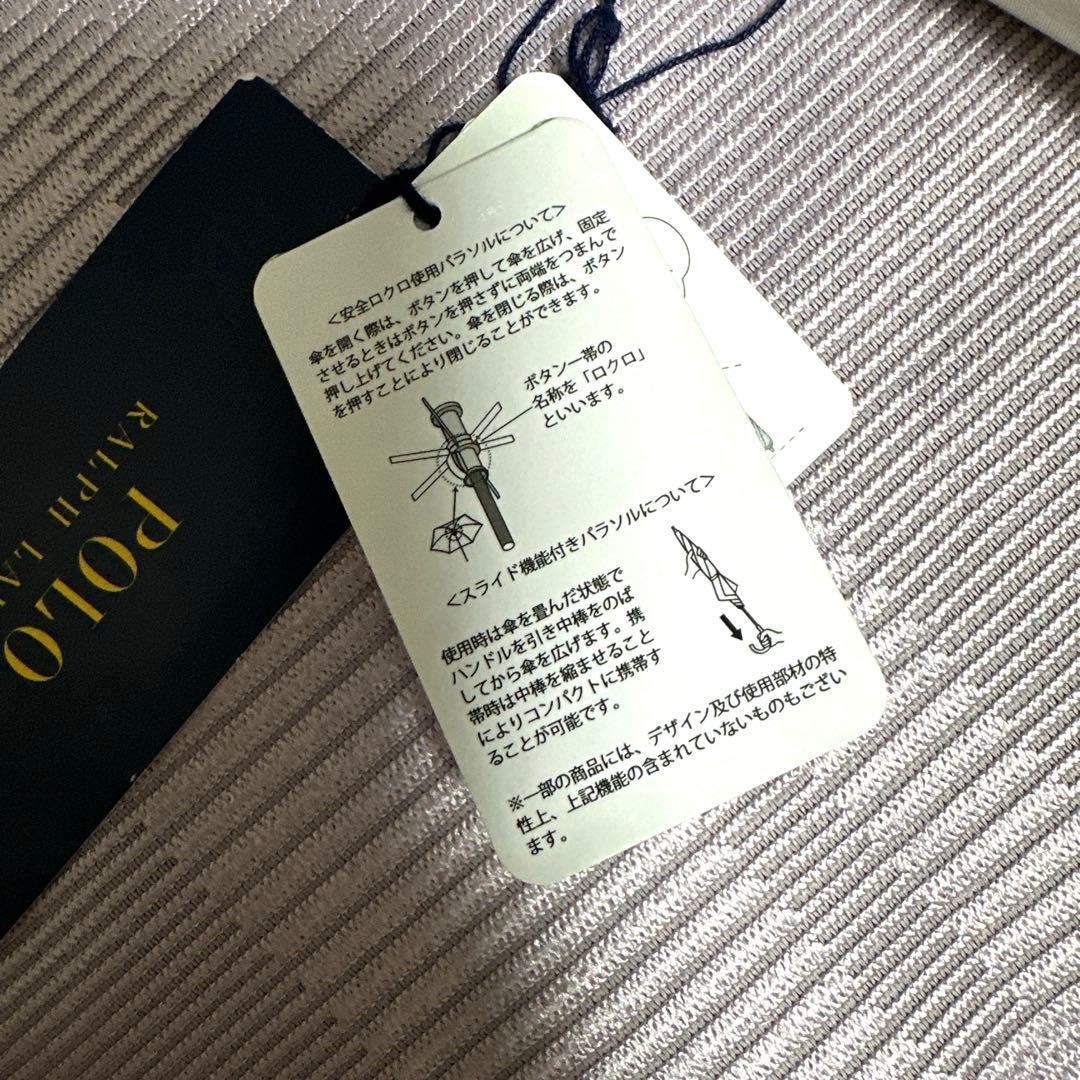 <安全ロクロ使用パラソルについて>
傘を開く際は、ボタンを押して傘を広げ、固定
させるときはボタンを押さずに両端をつまんで
押し上げてください。傘を閉じる際は、ボタン
を押すことにより閉じることができます。
ボタン一帯の
名称を「ロクロ」
といいます。
<スライド機能付きパラソルについて>
使用時は傘を畳んだ状態で
ハンドルを引き中棒をのば
してから傘を広げます。携
帯時は中棒を縮ませること
によりコンパクトに携帯す
ることが可能です。
※一部の商品には、デザイン及び使用部材の特
性上、上記機能の含まれていないものもござい
ます。
POLO
RALPH LA